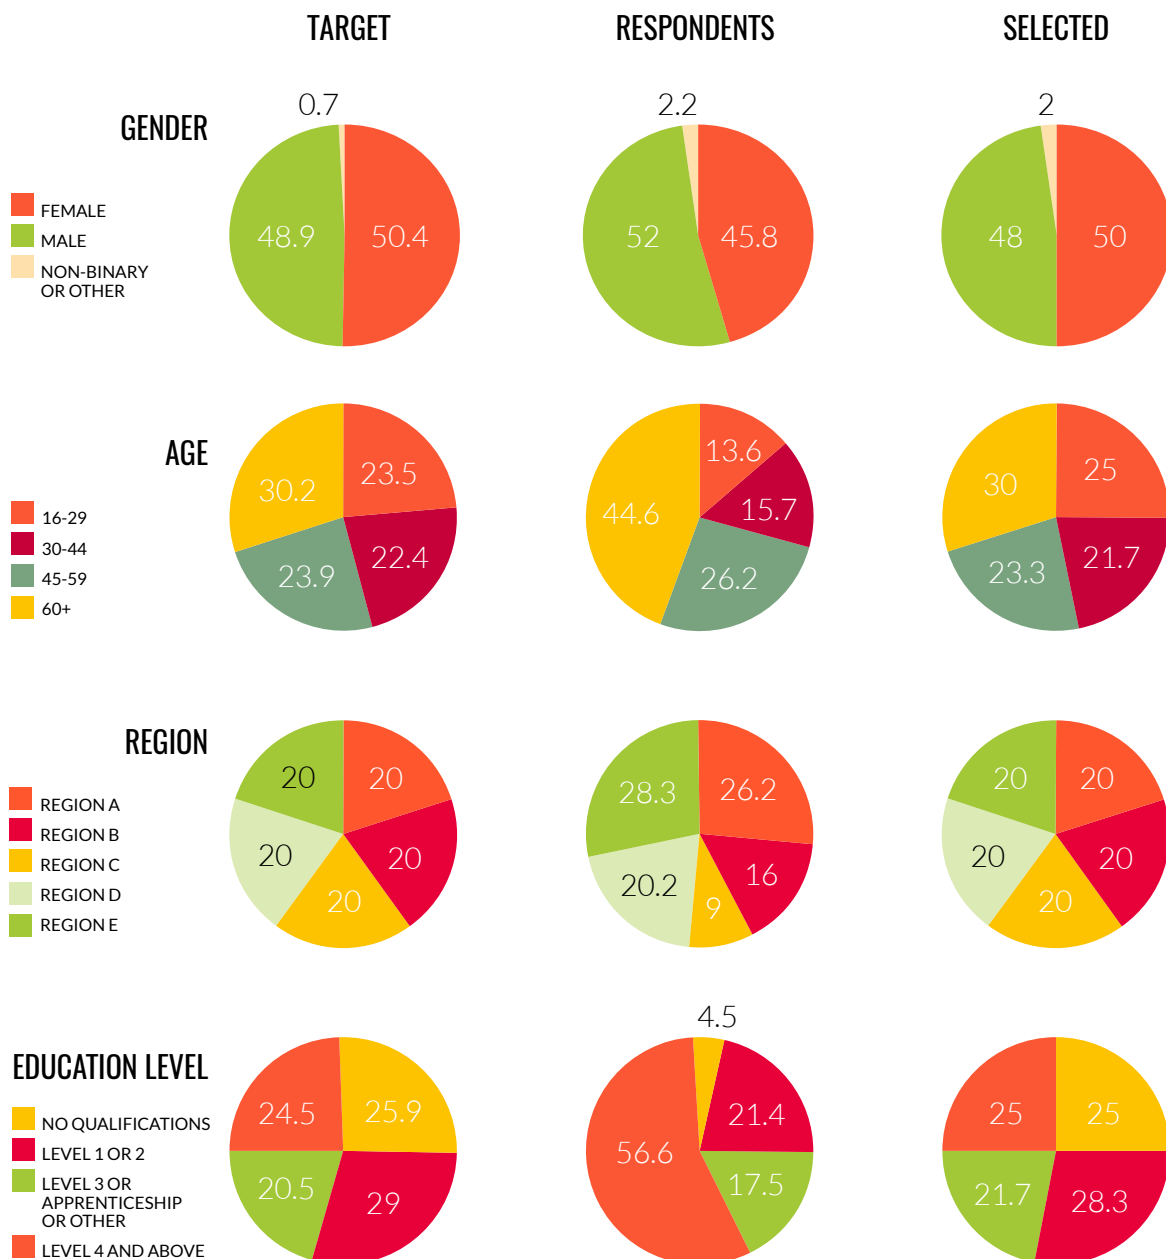 TARGET
RESPONDENTS
SELECTED
GENDER
FEMALE
MALE
NON-BINARY
OR OTHER
0.7
48.9
50.4
2.2
52
45.8
2
48
50
AGE
16-29
30-44
45-59
60+
30.2
23.5
23.9
22.4
44.6
13.6
15.7
26.2
30
25
23.3
21.7
REGION
REGION A
REGION B
REGION C
REGION D
REGION E
20
20
20
20
20
28.3
26.2
20.2
16
9
20
20
20
20
20
EDUCATION LEVEL
NO QUALIFICATIONS
LEVEL 1 OR 2
LEVEL 3 OR
APPRENTICESHIP
OR OTHER
LEVEL 4 AND ABOVE
24.5
25.9
20.5
29
4.5
21.4
56.6
17.5
25
25
21.7
28.3